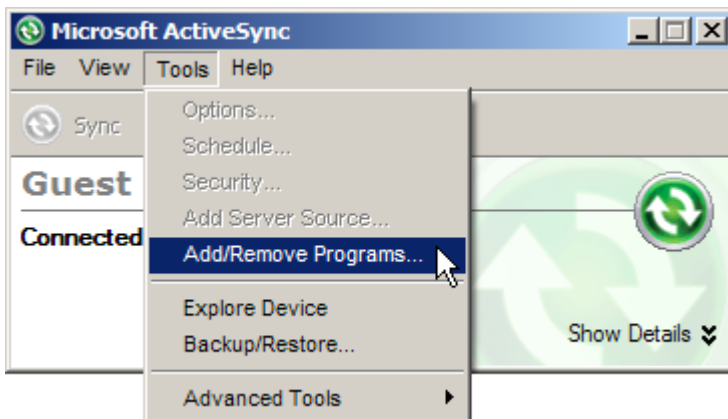 Microsoft ActiveSync
File View Tools Help
Sync
Guest
Connected
Options...
Schedule...
Security...
Add Server Source...
Add/Remove Programs...
Explore Device
Backup/Restore...
Advanced Tools
Show Details